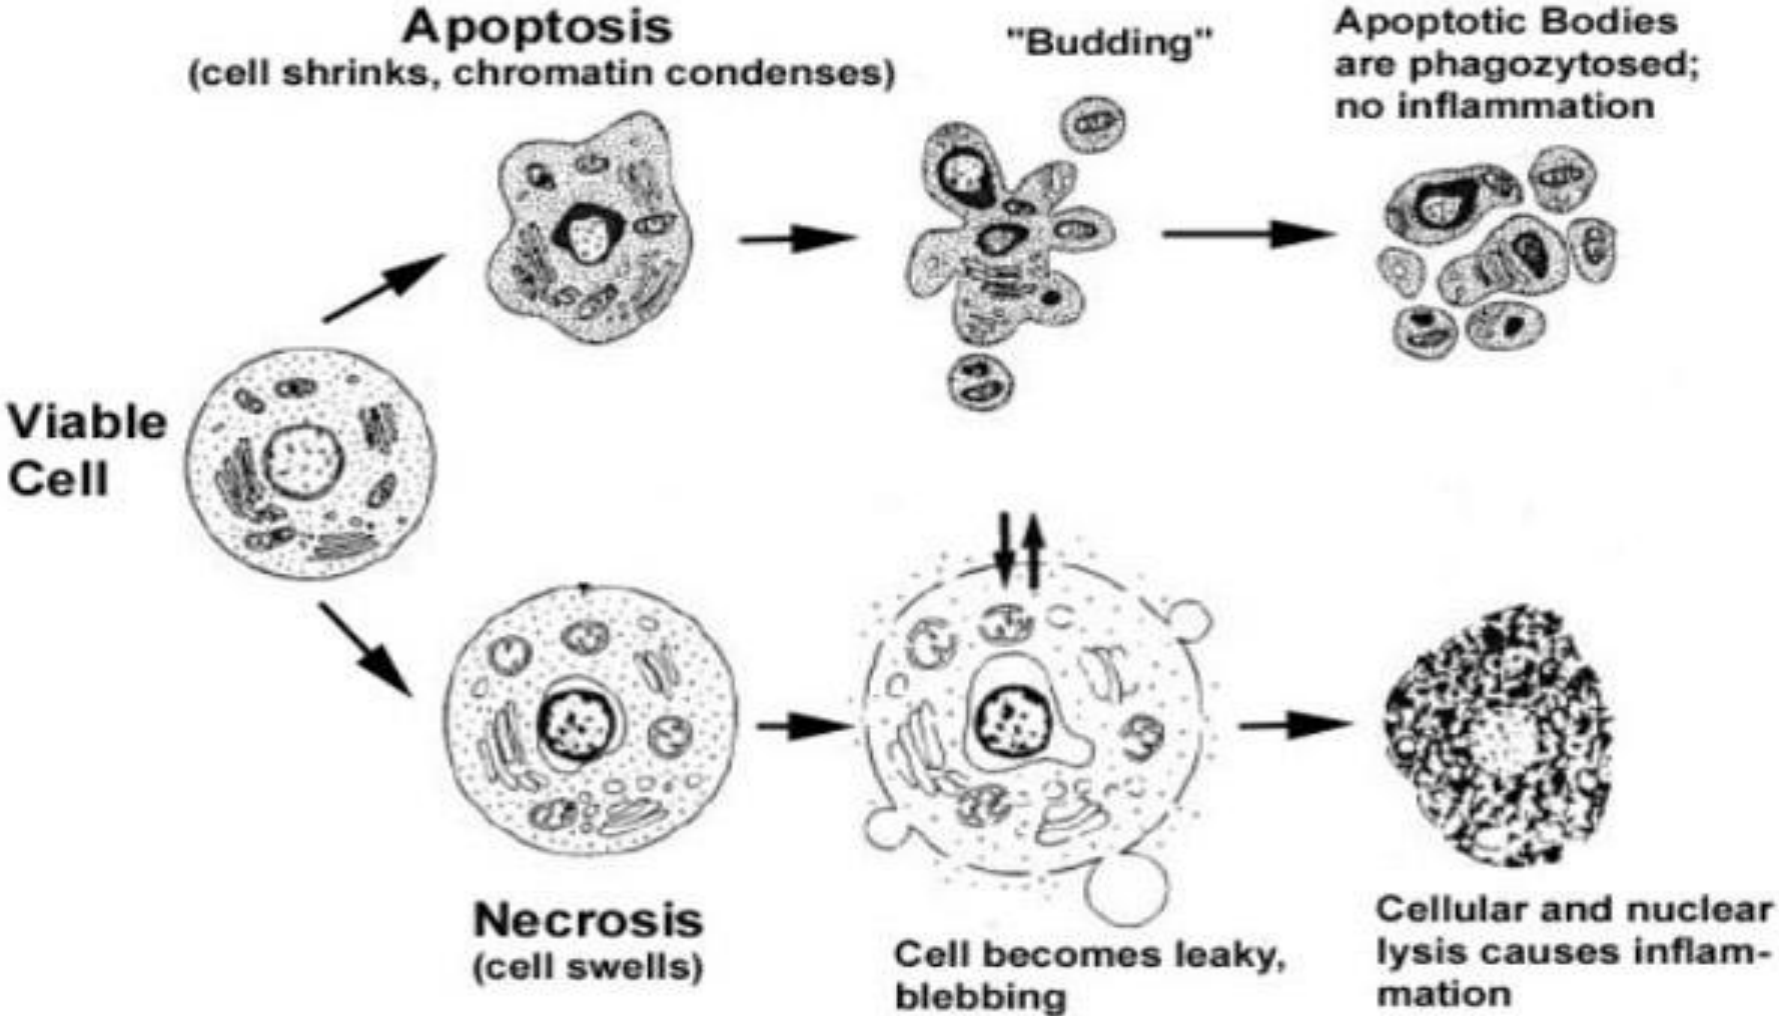 Apoptosis
(cell shrinks, chromatin condenses)
"Budding"
Apoptotic Bodies
are phagozytosed;
no inflammation
Viable
Cell
Necrosis
(cell swells)
Cell becomes leaky,
blebbing
Cellular and nuclear
lysis causes inflam-
mation